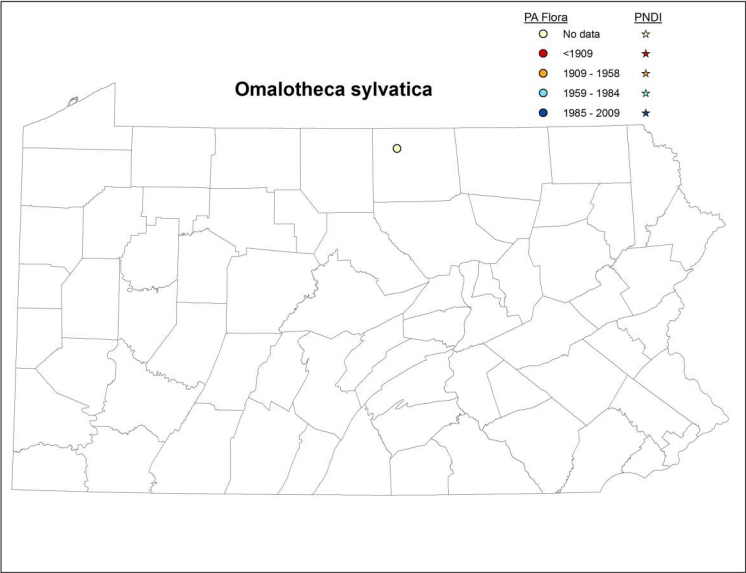 PA Flora PNDI
No data
<1909
1909 - 1958
1959 - 1984
1985 - 2009
Omalotheca sylvatica